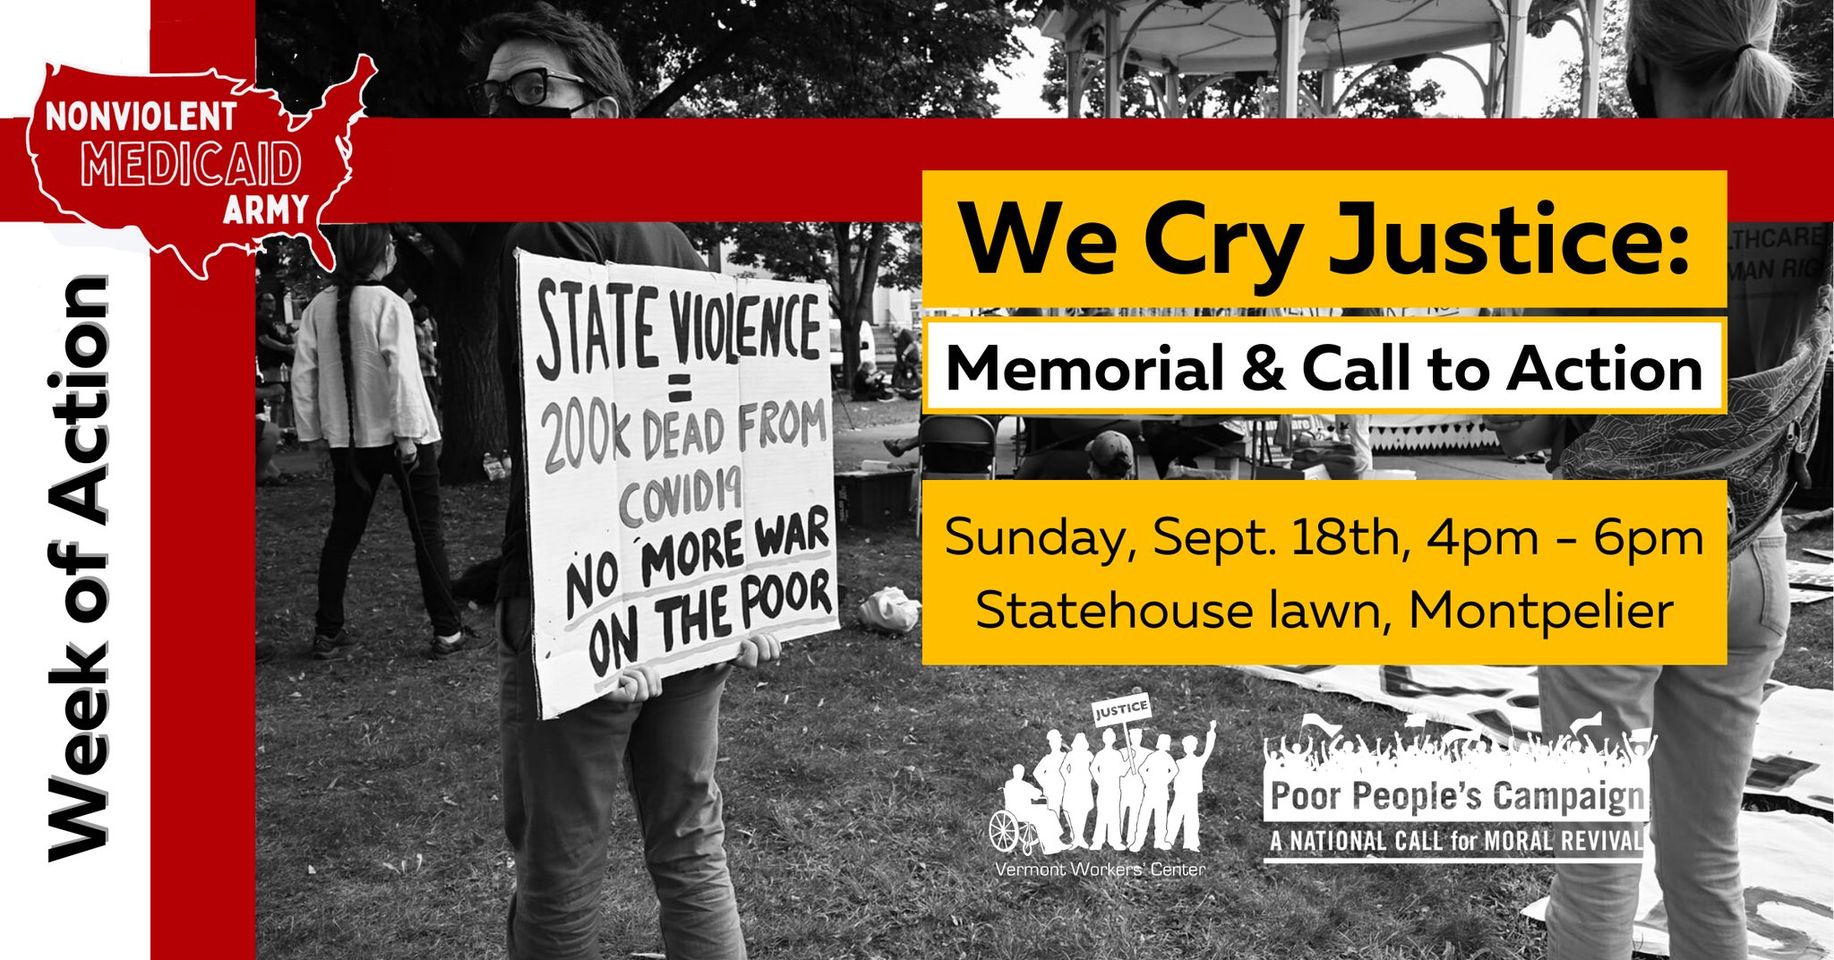 NONVIOLENT
MEDICAID
ARMY
Week of Action
STATE VIOLENCE
=
200K DEAD FROM
COVID19
NO MORE WAR
ON THE POOR
We Cry Justice:
Memorial & Call to Action
Sunday, Sept. 18th, 4pm - 6pm
Statehouse lawn, Montpelier
JUSTICE
Vermont Workers' Center
Poor People's Campaign
A NATIONAL CALL for MORAL REVIVAL